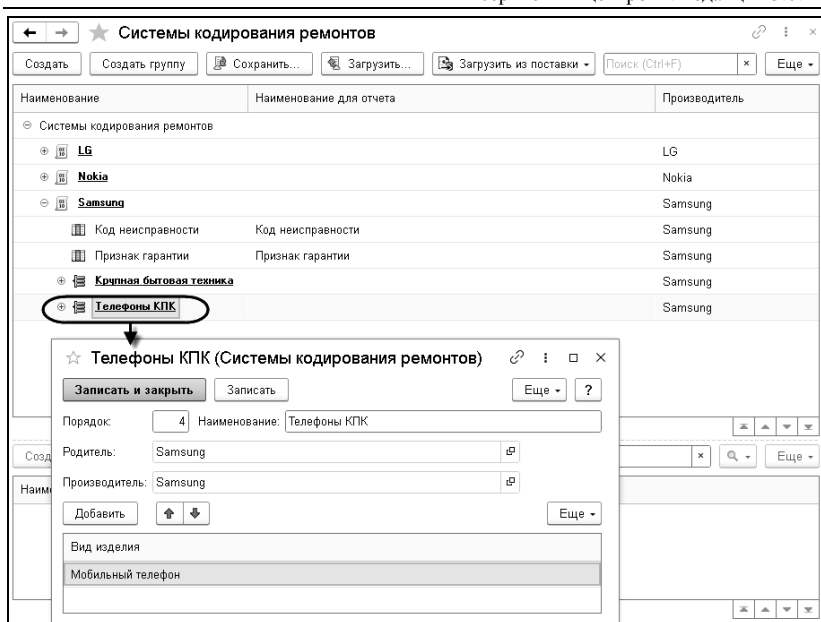 Системы кодирования ремонтов
Создать Создать группу Сохранить... Загрузить... Загрузить из поставки Поиск (Ctrl+F) × Еще
Наименование Наименование для отчета Производитель
Системы кодирования ремонтов
LG LG
Nokia Nokia
Samsung Samsung
Код неисправности Код неисправности Samsung
Признак гарантии Признак гарантии Samsung
Крупная бытовая техника Samsung
Телефоны КПК Samsung
Телефоны КПК (Системы кодирования ремонтов)
Записать и закрыть Записать Еще ?
Порядок: 4 Наименование: Телефоны КПК
Родитель: Samsung
Созд × Еще
Производитель: Samsung
Наим
Добавить Еще
Вид изделия
Мобильный телефон